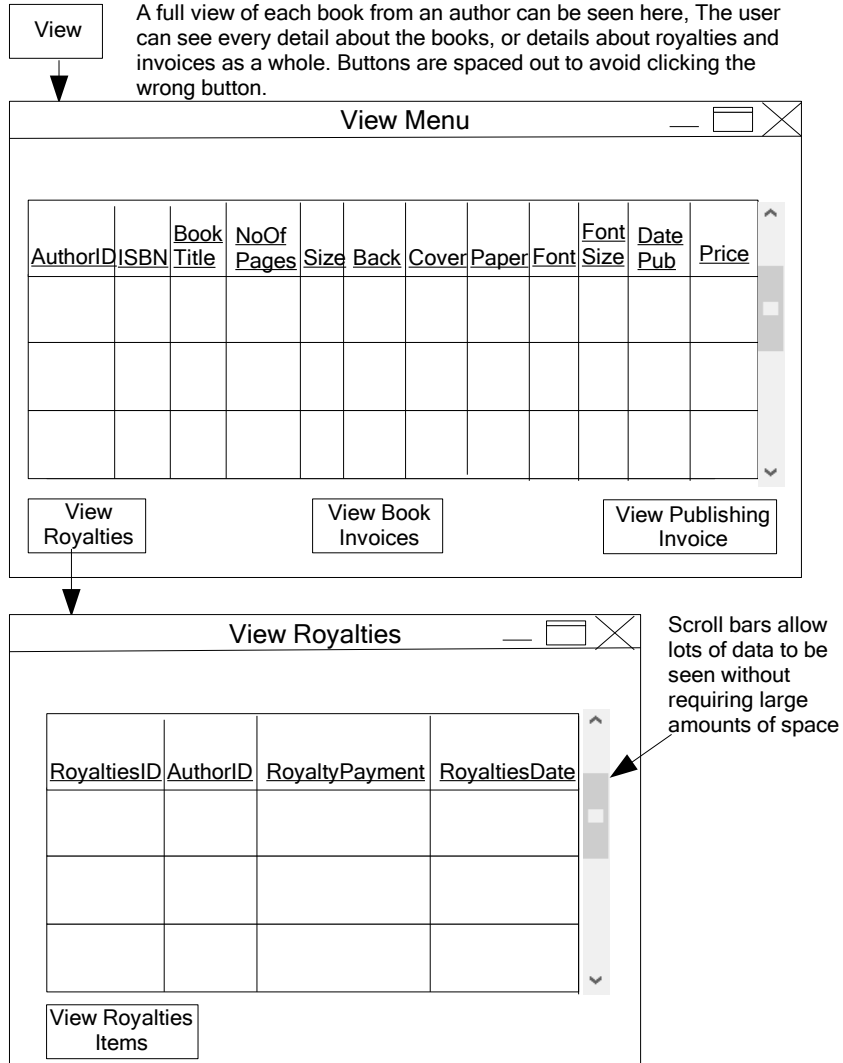 View
A full view of each book from an author can be seen here, The user
can see every detail about the books, or details about royalties and
invoices as a whole. Buttons are spaced out to avoid clicking the
wrong button.
View Menu
AuthorID ISBN Book Title NoOf Pages Size Back Cover Paper Font Font Size Date Pub Price
View
Royalties
View Book
Invoices
View Publishing
Invoice
View Royalties
Scroll bars allow
lots of data to be
seen without
requiring large
amounts of space
RoyaltiesID AuthorID RoyaltyPayment RoyaltiesDate
View Royalties
Items